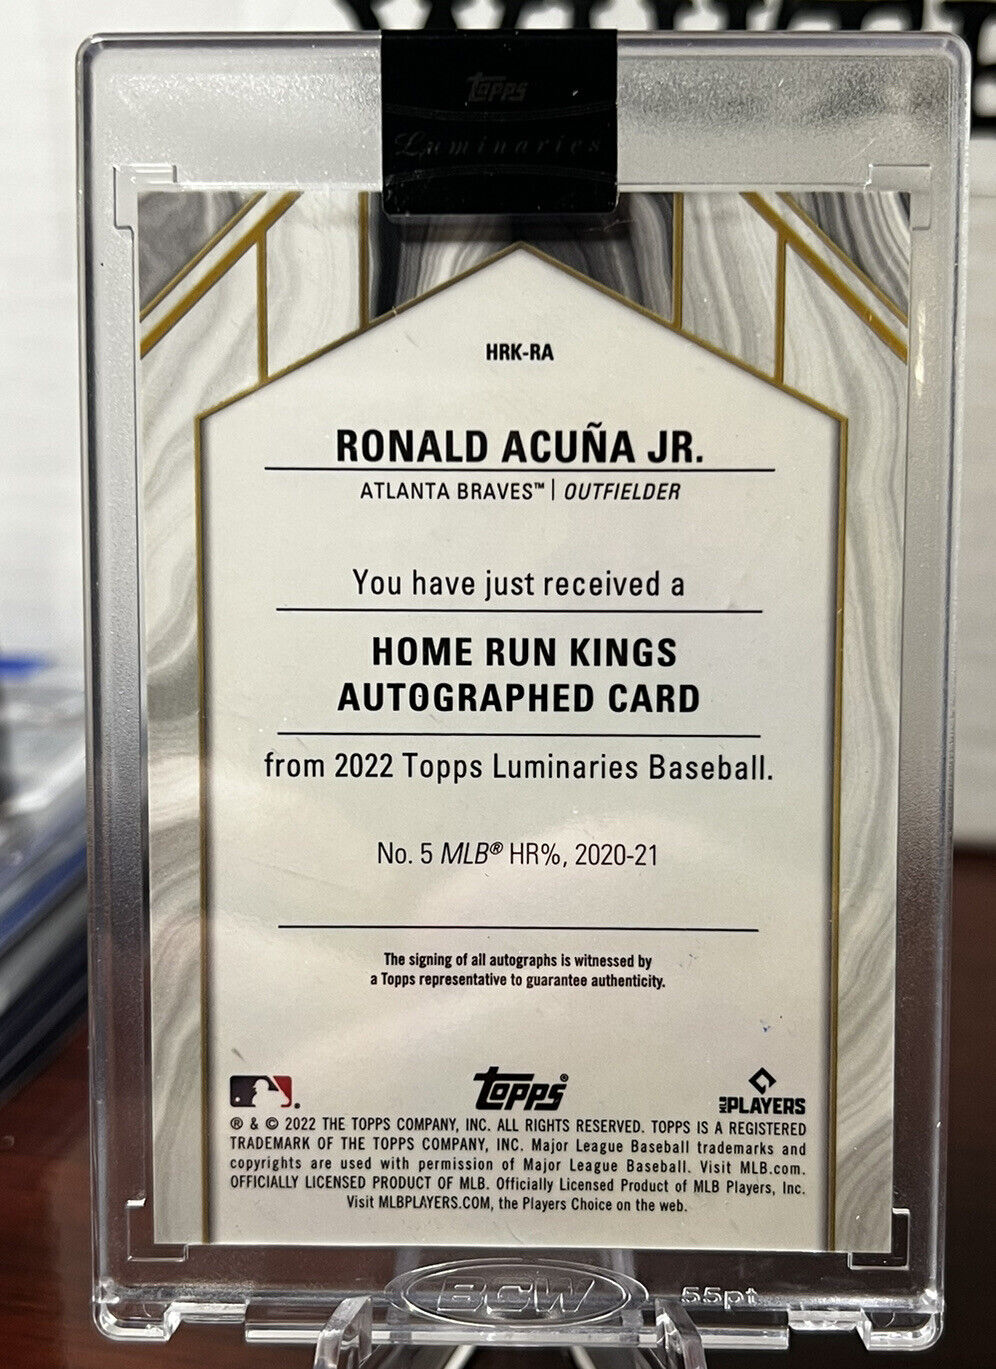 Topps
Luminaries
HRK-RA
RONALD ACUÑA JR.
ATLANTA BRAVES™ | OUTFIELDER
You have just received a
HOME RUN KINGS
AUTOGRAPHED CARD
from 2022 Topps Luminaries Baseball.
No. 5 MLB® HR%, 2020-21
The signing of all autographs is witnessed by
a Topps representative to guarantee authenticity.
Topps®
MLB PLAYERS
® & © 2022 THE TOPPS COMPANY, INC. ALL RIGHTS RESERVED. TOPPS IS A REGISTERED
TRADEMARK OF THE TOPPS COMPANY, INC. Major League Baseball trademarks and
copyrights are used with permission of Major League Baseball. Visit MLB.com.
OFFICIALLY LICENSED PRODUCT OF MLB. Officially Licensed Product of MLB Players, Inc.
Visit MLBPLAYERS.COM, the Players Choice on the web.
BCW
55pt